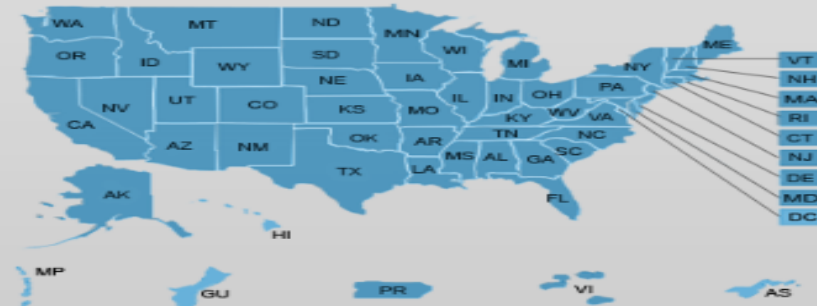 WA
MT
ND
MN
OR
ID
WY
SD
WI
MI
NY
ME
VT
NH
MA
RI
CT
NJ
DE
MD
DC
NV
UT
CO
NE
IA
IL
IN
OH
PA
CA
AZ
NM
KS
MO
KY
WV
VA
OK
AR
TN
NC
SC
TX
LA
MS
AL
GA
FL
AK
HI
MP
GU
PR
VI
AS